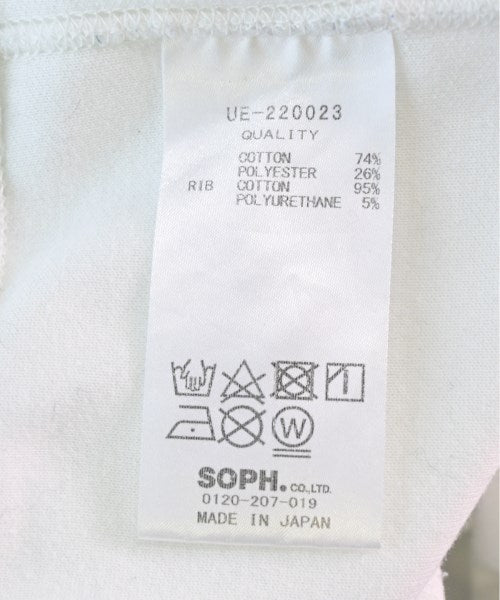 UE-220023
QUALITY
COTTON 74%
POLYESTER 26%
RIB COTTON 95%
POLYURETHANE 5%
W
SOPH. CO.,LTD.
0120-207-019
MADE IN JAPAN